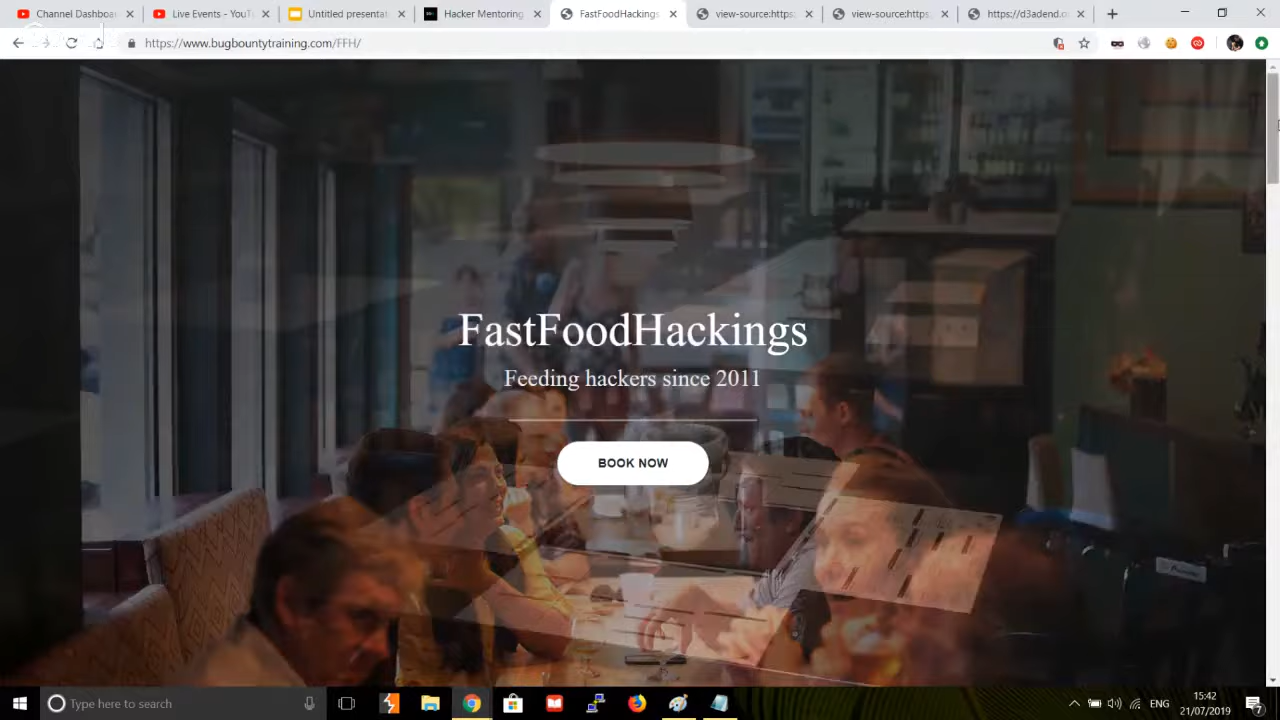 Channel Dashboa
Live Events - YouT
Untitled presentat
Hacker Mentoring
FastFoodHackings
view-source:https:
view-source:https,
https://d3adend.o
https://www.bugbountytraining.com/FFH/
FastFoodHackings
Feeding hackers since 2011
BOOK NOW
Type here to search
ENG
15:42
21/07/2019
7